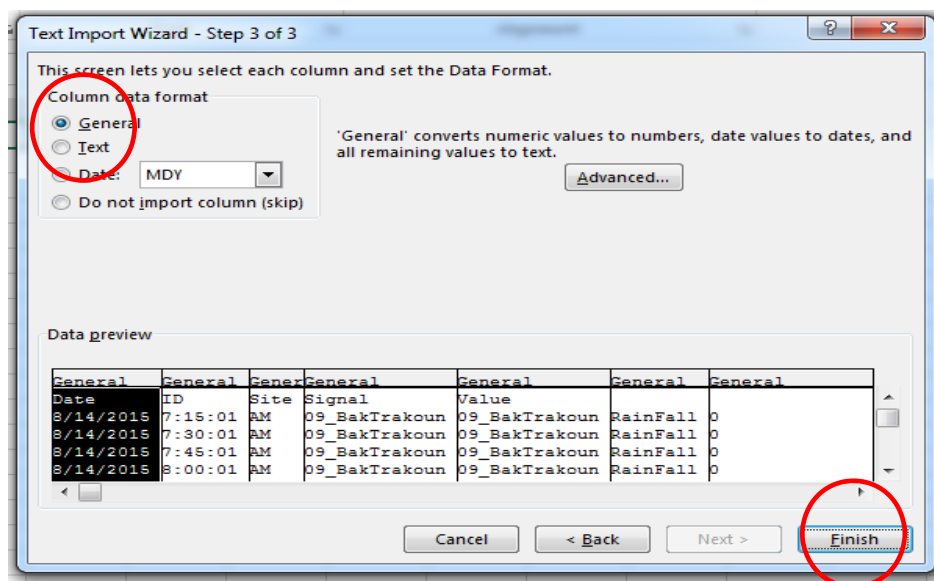 Text Import Wizard - Step 3 of 3
This screen lets you select each column and set the Data Format.
Column data format
General
Text
Date: MDY
Do not import column (skip)
'General' converts numeric values to numbers, date values to dates, and
all remaining values to text.
Advanced...
Data preview
General General Gener General General General General
Date ID Site Signal Value
8/14/2015 7:15:01 AM 09_BakTrakoun 09_BakTrakoun RainFall 0
8/14/2015 7:30:01 AM 09_BakTrakoun 09_BakTrakoun RainFall 0
8/14/2015 7:45:01 AM 09_BakTrakoun 09_BakTrakoun RainFall 0
8/14/2015 8:00:01 AM 09_BakTrakoun 09_BakTrakoun RainFall 0
Cancel < Back Next > Finish